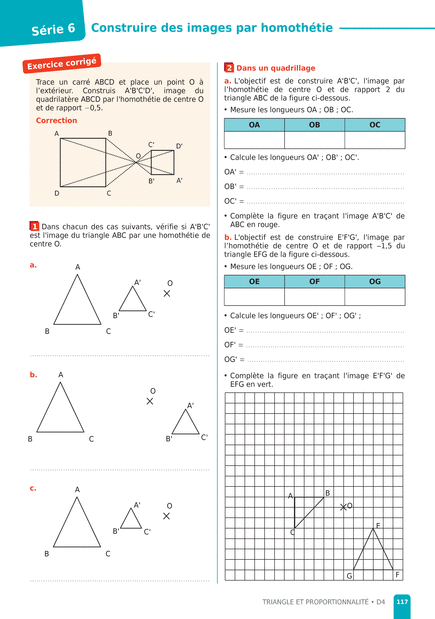 Série 6
Construire des images par homothétie
Exercice corrigé
Trace un carré ABCD et place un point O à
l'extérieur. Construis A'B'C'D', image du
quadrilatère ABCD par l'homothétie de centre O
et de rapport −0,5.
Correction
A
B
C'
D'
O
B'
A'
D
C
1 Dans chacun des cas suivants, vérifie si A'B'C'
est l'image du triangle ABC par une homothétie de
centre O.
a.
A
A'
O
B'
C'
B
C
b.
A
O
A'
B
C
B'
C'
c.
A
A'
O
B'
C'
B
C
2 Dans un quadrillage
a. L'objectif est de construire A'B'C', l'image par
l'homothétie de centre O et de rapport 2 du
triangle ABC de la figure ci-dessous.
• Mesure les longueurs OA ; OB ; OC.
OA OB OC
• Calcule les longueurs OA' ; OB' ; OC'.
OA' =
OB' =
OC' =
• Complète la figure en traçant l'image A'B'C' de
ABC en rouge.
b. L'objectif est de construire E'F'G', l'image par
l'homothétie de centre O et de rapport −1,5 du
triangle EFG de la figure ci-dessous.
• Mesure les longueurs OE ; OF ; OG.
OE OF OG
• Calcule les longueurs OE' ; OF' ; OG' ;
OE' =
OF' =
OG' =
• Complète la figure en traçant l'image E'F'G' de
EFG en vert.
A
B
O
C
E
G
F
TRIANGLE ET PROPORTIONNALITÉ • D4
117